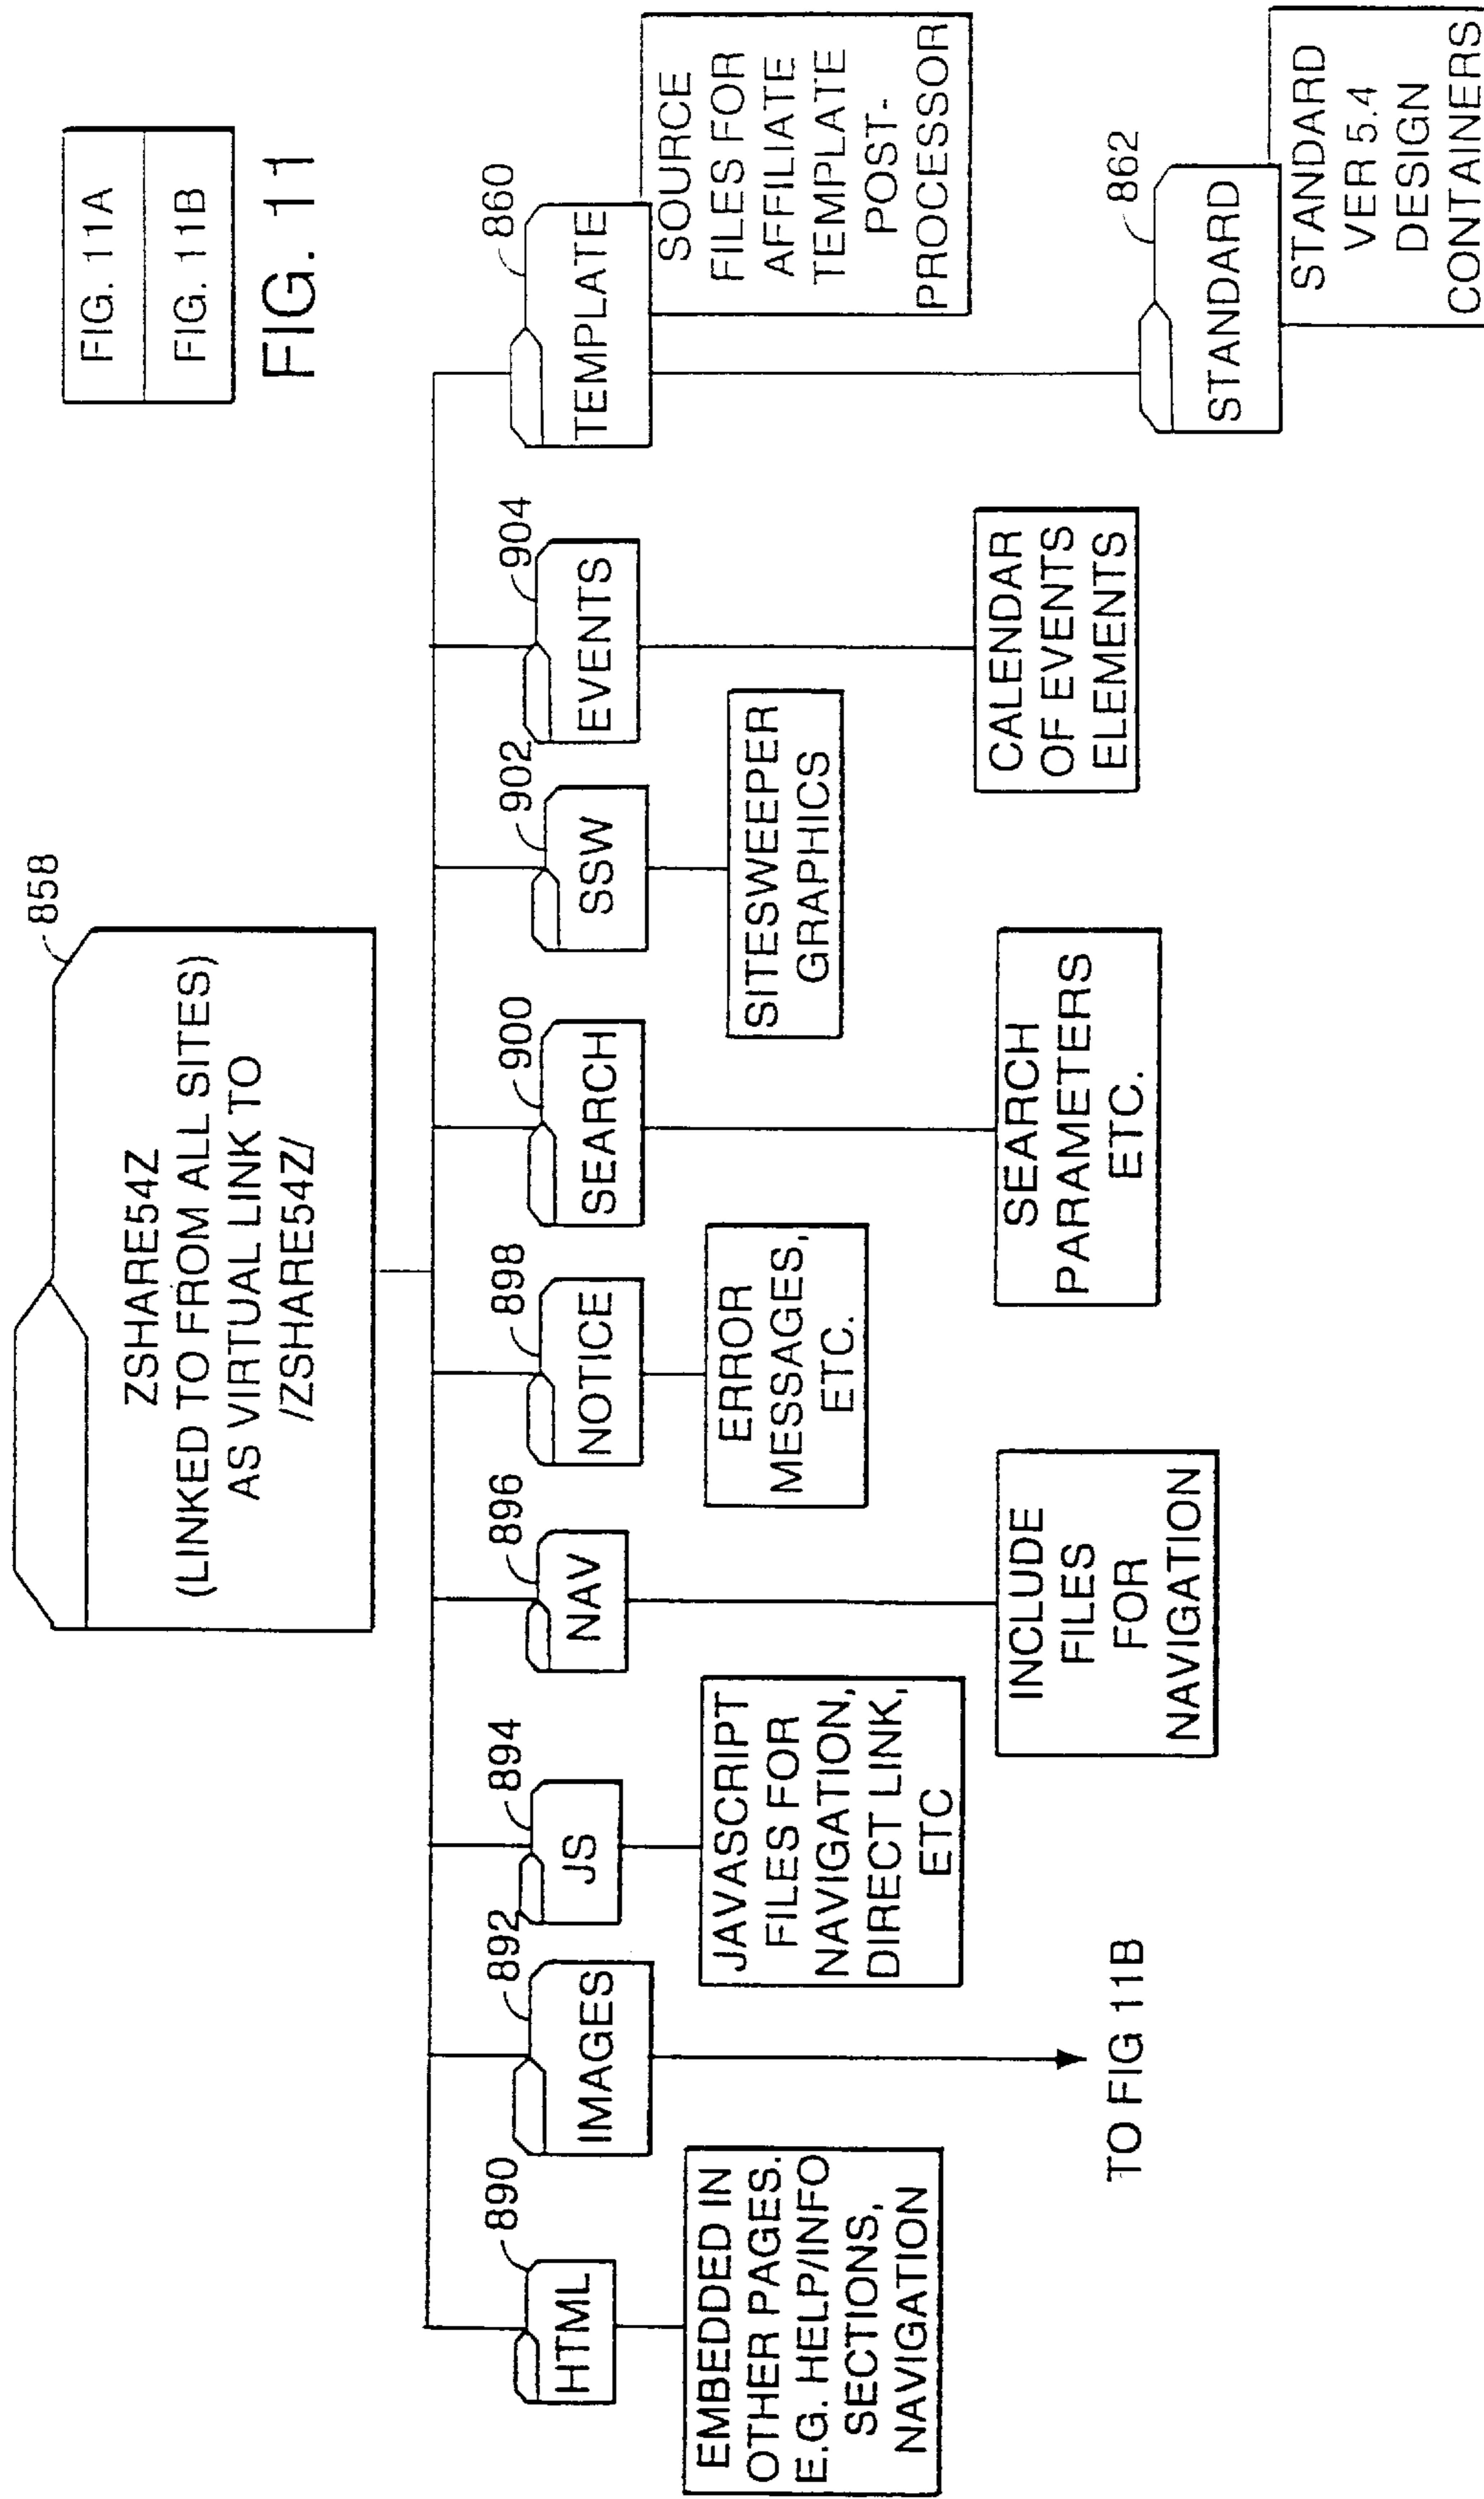 858
ZSHARE54Z
(LINKED TO FROM ALL SITES)
AS VIRTUAL LINK TO
/ZSHARE54Z/
FIG. 11A
FIG. 11B
FIG. 11
890
HTML
EMBEDDED IN
OTHER PAGES.
E.G. HELP/INFO
SECTIONS,
NAVIGATION
892
IMAGES
TO FIG 11B
894
JS
JAVASCRIPT
FILES FOR
NAVIGATION,
DIRECT LINK,
ETC
896
NAV
INCLUDE
FILES
FOR
NAVIGATION
898
NOTICE
ERROR
MESSAGES,
ETC.
900
SEARCH
SEARCH
PARAMETERS
ETC.
902
SSW
SITESWEEPER
GRAPHICS
904
EVENTS
CALENDAR
OF EVENTS
ELEMENTS
860
TEMPLATE
SOURCE
FILES FOR
AFFILIATE
TEMPLATE
POST-
PROCESSOR
862
STANDARD
STANDARD
VER 5.4
DESIGN
CONTAINERS